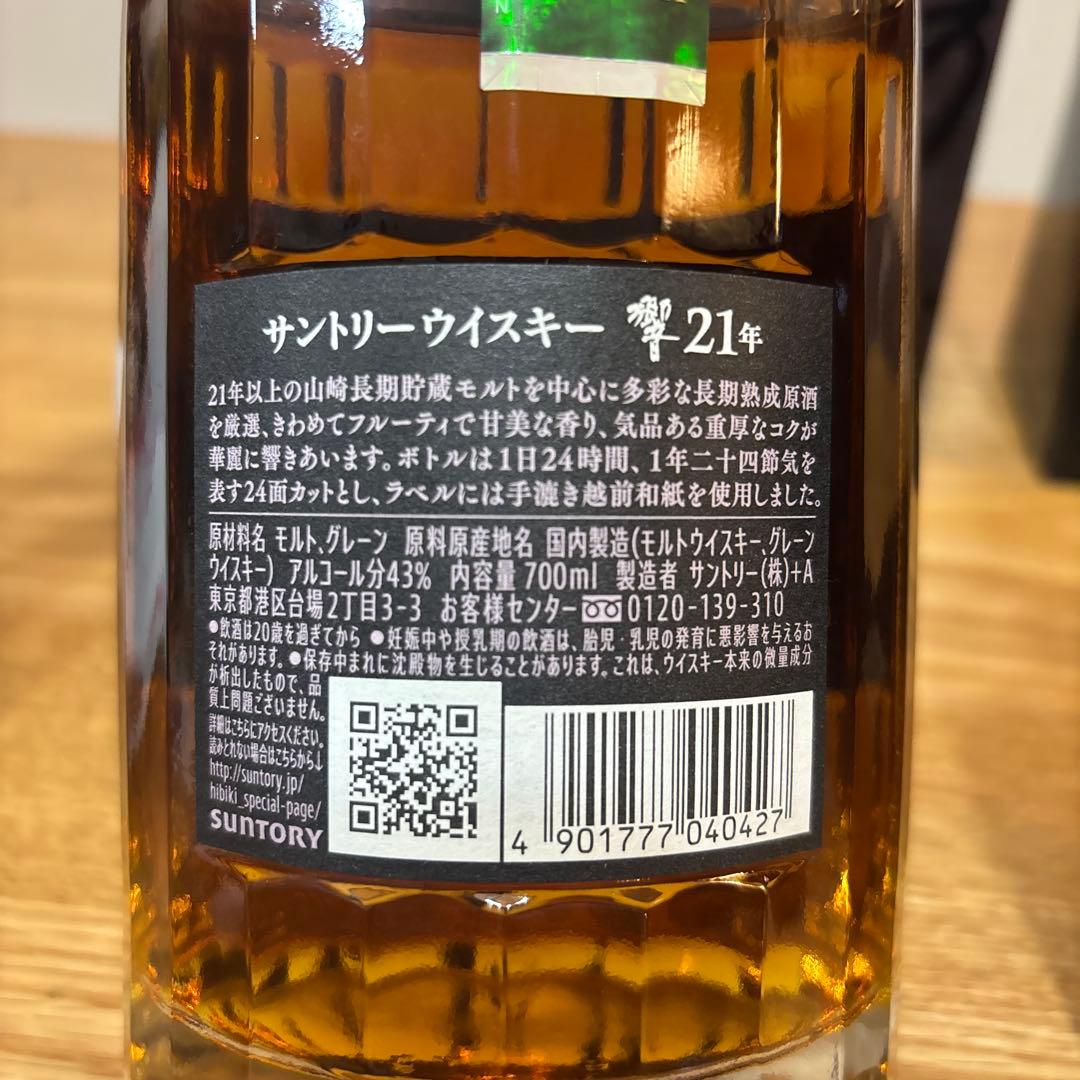 サントリーウイスキー 響 21年
21年以上の山崎長期貯蔵モルトを中心に多彩な長期熟成原酒
を厳選、きわめてフルーティで甘美な香り、気品ある重厚なコクが
華麗に響きあいます。ボトルは1日24時間、1年二十四節気を
表す24面カットとし、ラベルには手漉き越前和紙を使用しました。
原材料名 モルト、グレーン 原料原産地名 国内製造(モルトウイスキー、グレーン
ウイスキー) アルコール分43% 内容量 700ml 製造者 サントリー(株)+A
東京都港区台場2丁目3-3 お客様センター 0120-139-310
●飲酒は20歳を過ぎてから ●妊娠中や授乳期の飲酒は、胎児・乳児の発育に悪影響を与えるお
それがあります。●保存中まれに沈殿物を生じることがあります。これは、ウイスキー本来の微量成分
が析出したもので、品
質上問題ございません。
詳細はこちらにアクセスください。
読みとれない場合はこちらから↓
http://suntory.jp/
hibiki_special-page/
SUNTORY
4 901777 040427